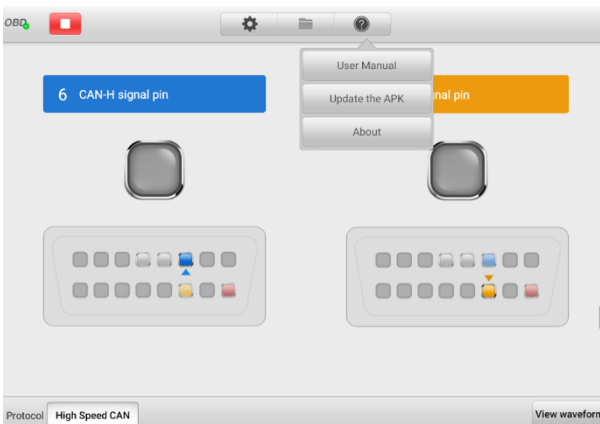 OBD
User Manual
6 CAN-H signal pin
Update the APK
nal pin
About
Protocol High Speed CAN
View waveform